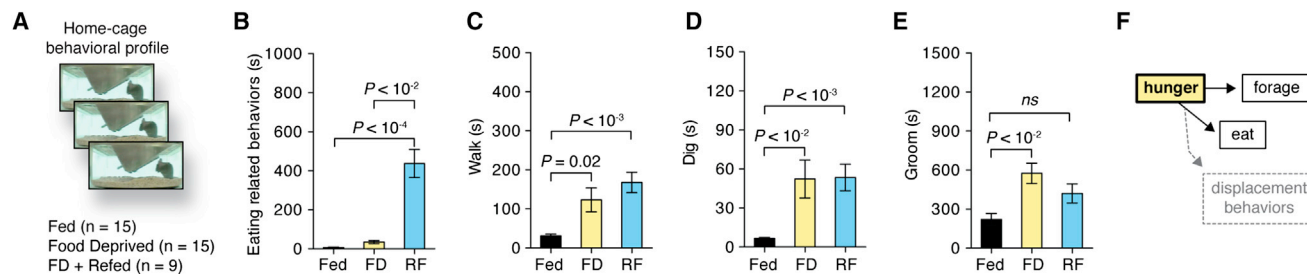 A
Home-cage
behavioral profile
Fed (n = 15)
Food Deprived (n = 15)
FD + Refed (n = 9)
B
Eating related behaviors (s)
1000
800
600
400
200
0
P < 10-2
P < 10-4
Fed FD RF
C
Walk (s)
500
400
300
200
100
0
P < 10-3
P = 0.02
Fed FD RF
D
Dig (s)
150
120
90
60
30
0
P < 10-3
P < 10-2
Fed FD RF
E
Groom (s)
1500
1200
900
600
300
0
ns
P < 10-2
Fed FD RF
F
hunger
forage
eat
displacement
behaviors